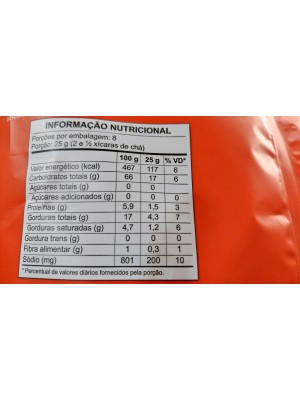 INFORMAÇÃO NUTRICIONAL
Porções por embalagem: 8
Porção: 25 g (2 e ½ xícaras de chá)
100 g 25 g % VD*
Valor energético (kcal) 467 117 6
Carboidratos totais (g) 66 17 6
Açúcares totais (g) 0 0
Açúcares adicionados (g) 0 0
Proteínas (g) 5,9 1,5 3
Gorduras totais (g) 17 4,3 7
Gorduras saturadas (g) 4,7 1,2 6
Gordura trans (g) 0 0
Fibra alimentar (g) 1 0,3 1
Sódio (mg) 801 200 10
* Percentual de valores diários fornecidos pela porção.